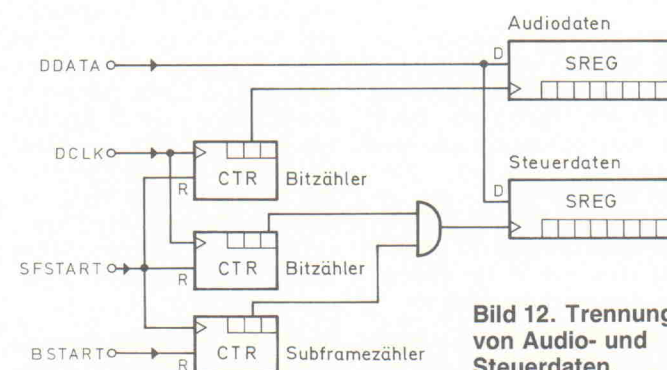 Audiodaten
DDATA
D
SREG
DCLK
R
CTR
Bitzähler
Steuerdaten
D
SREG
CTR
Bitzähler
SFSTART
R
CTR
Subframezähler
BSTART
R
Bild 12. Trennung
von Audio- und
Steuerdaten